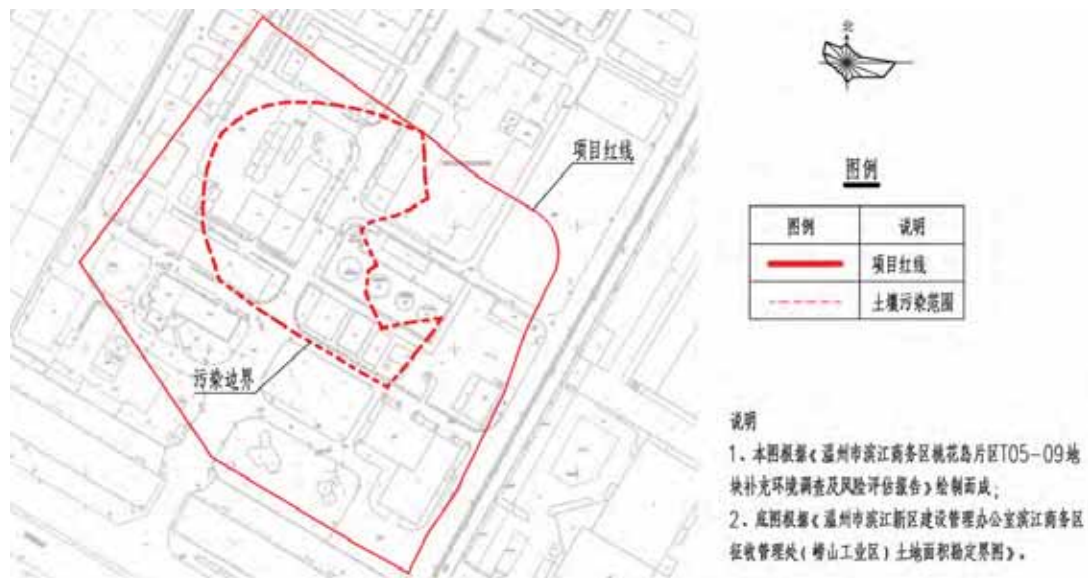 北
项目红线
图例
图例 说明
项目红线
土壤污染范围
污染边界
说明
1、本图根据《温州市滨江商务区桃花岛片区T05-09地
块补充环境调查及风险评估报告》绘制而成；
2、底图根据《温州市滨江新区建设管理办公室滨江商务区
征收管理处(嶗山工业区)土地面积勘定界图》。